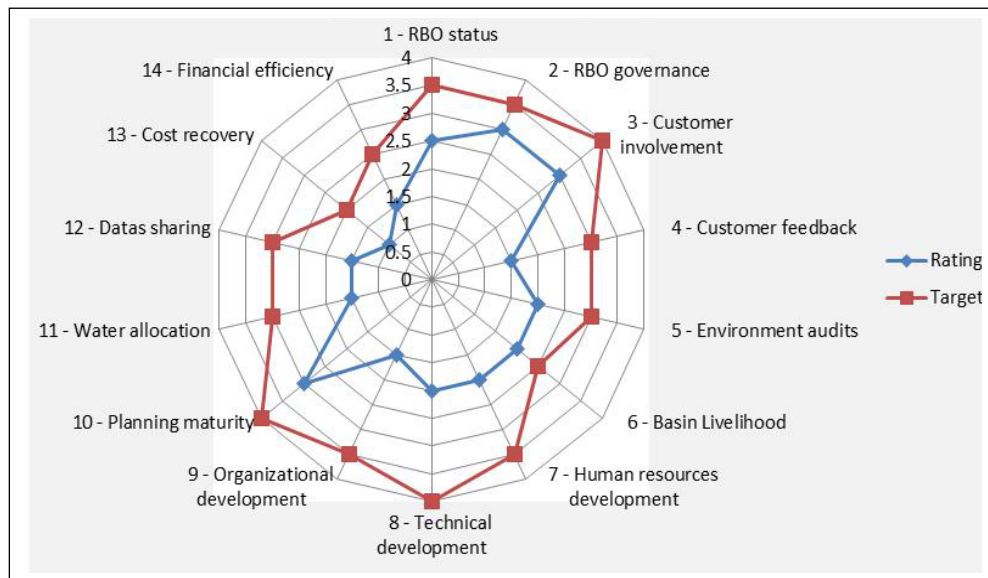 1 - RBO status
2 - RBO governance
3 - Customer
involvement
4 - Customer feedback
5 - Environment audits
6 - Basin Livelihood
7 - Human resources
development
8 - Technical
development
9 - Organizational
development
10 - Planning maturity
11 - Water allocation
12 - Datas sharing
13 - Cost recovery
14 - Financial efficiency
4
3.5
3
2.5
2
1.5
1
0.5
0
Rating
Target